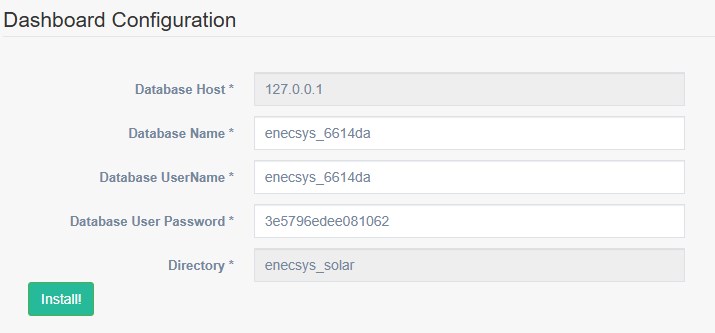 Dashboard Configuration
Database Host * 127.0.0.1
Database Name * enecsys_6614da
Database UserName * enecsys_6614da
Database User Password * 3e5796edee081062
Directory * enecsys_solar
Install!